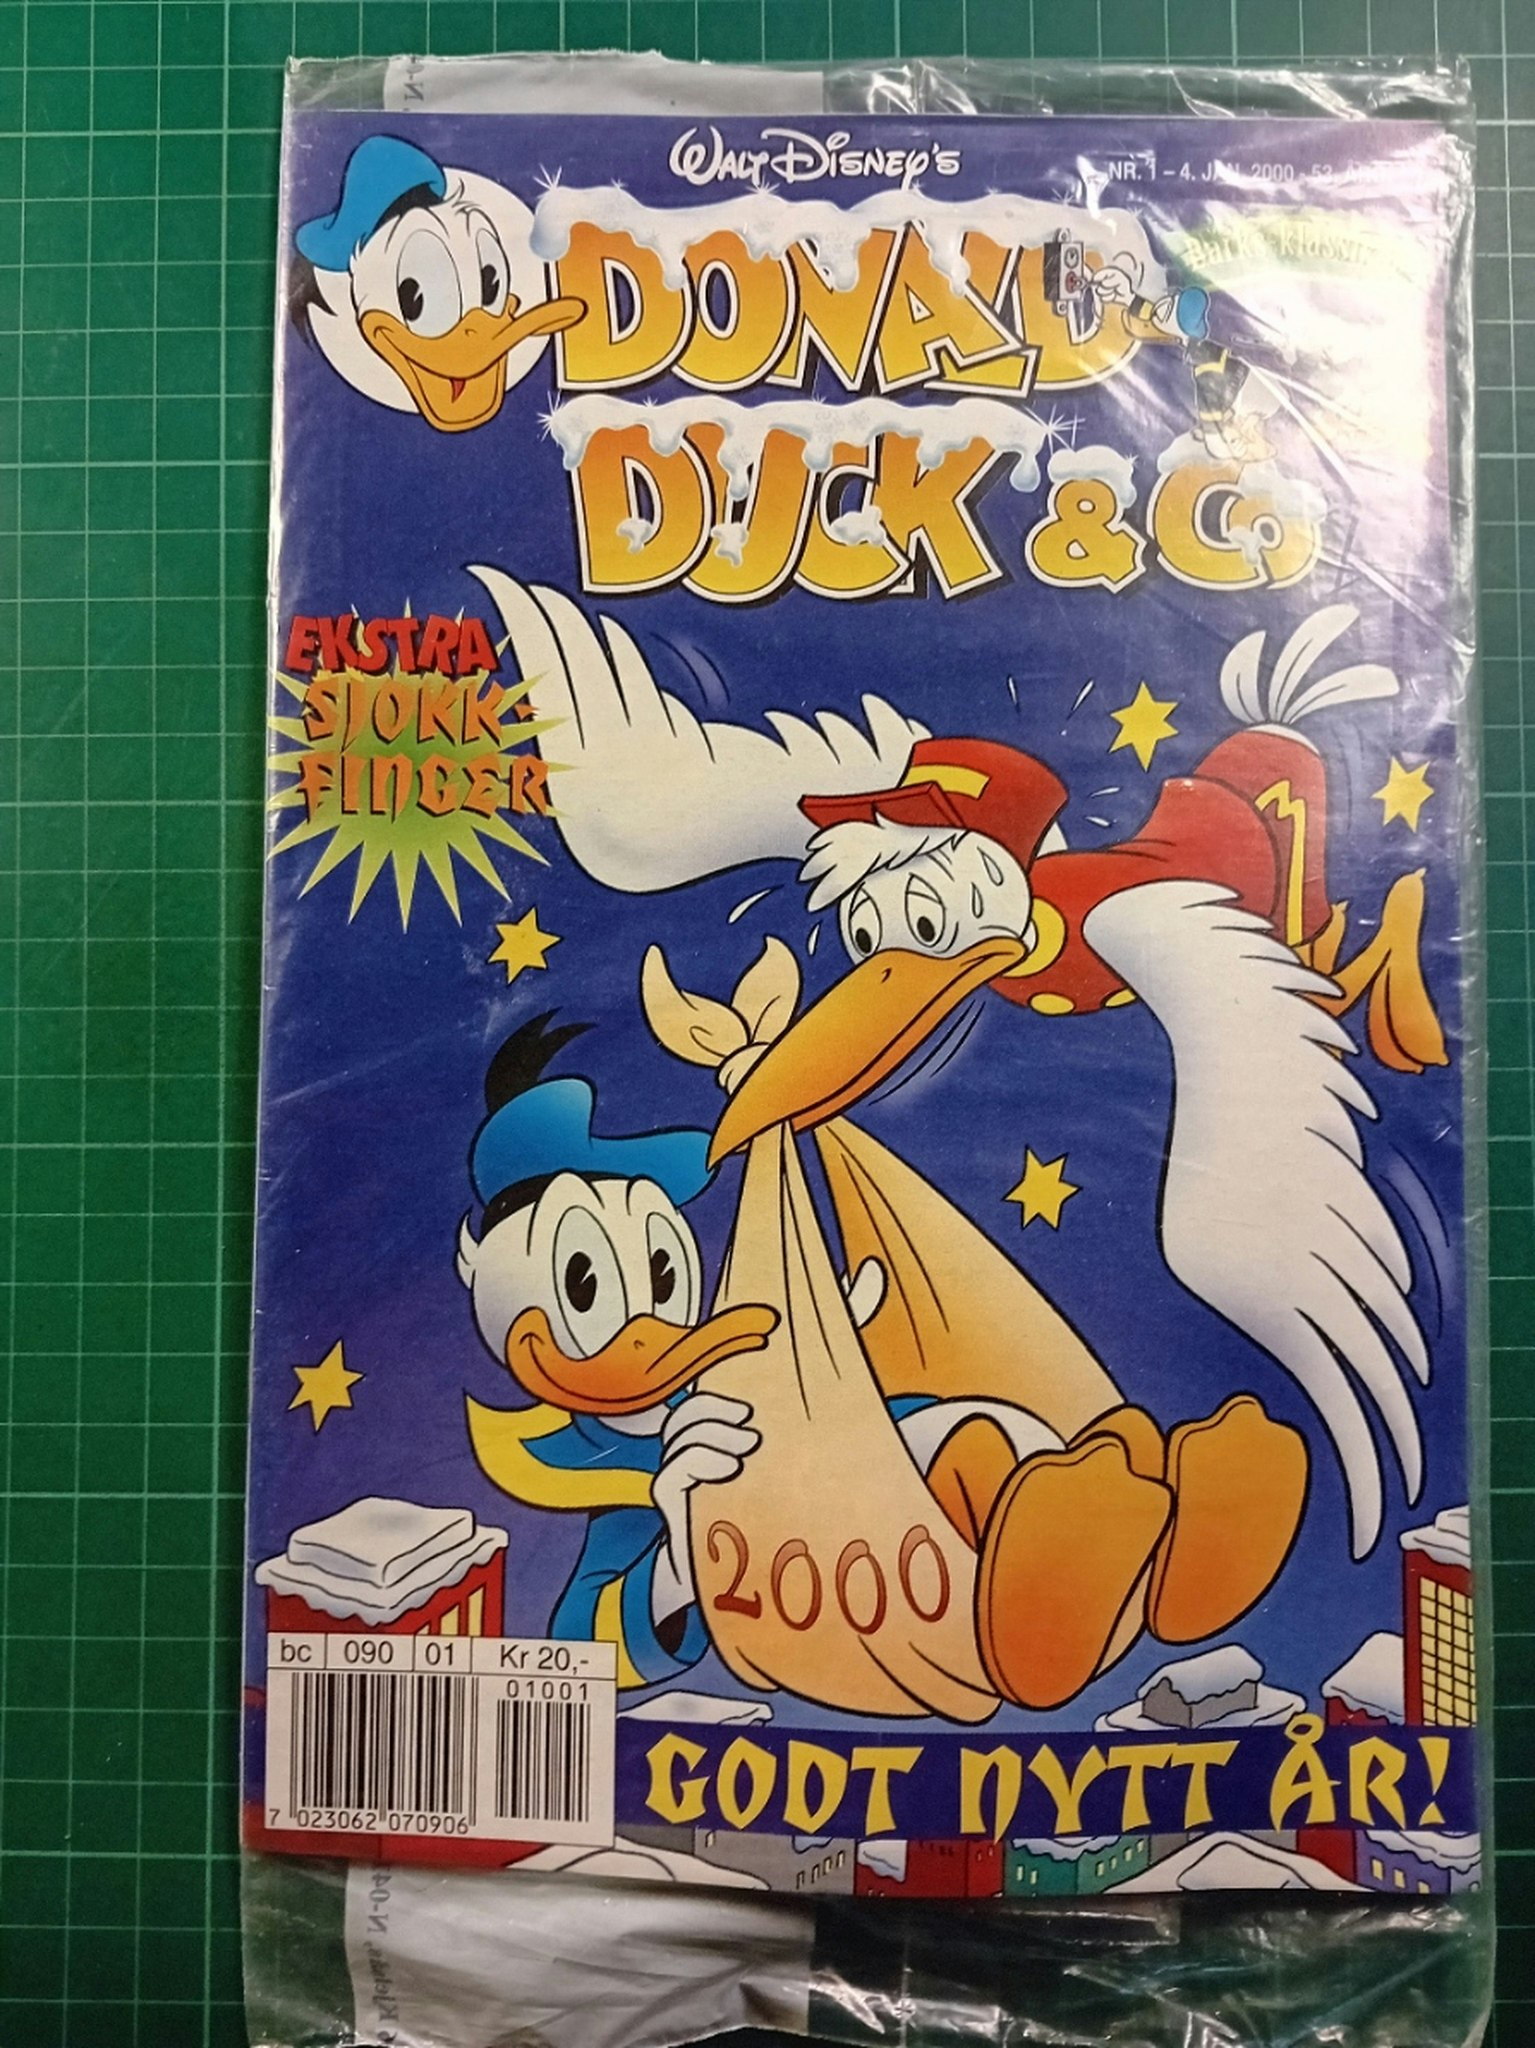 WALT DISNEY'S
NR. 1 – 4. JAN. 2000 - 53.
DONALD
DUCK & Co
EKSTRA
SJOKK-
FINGER
2000
bc 090 01 Kr 20,-
01001
7 023062 070906
GODT NYTT ÅR!